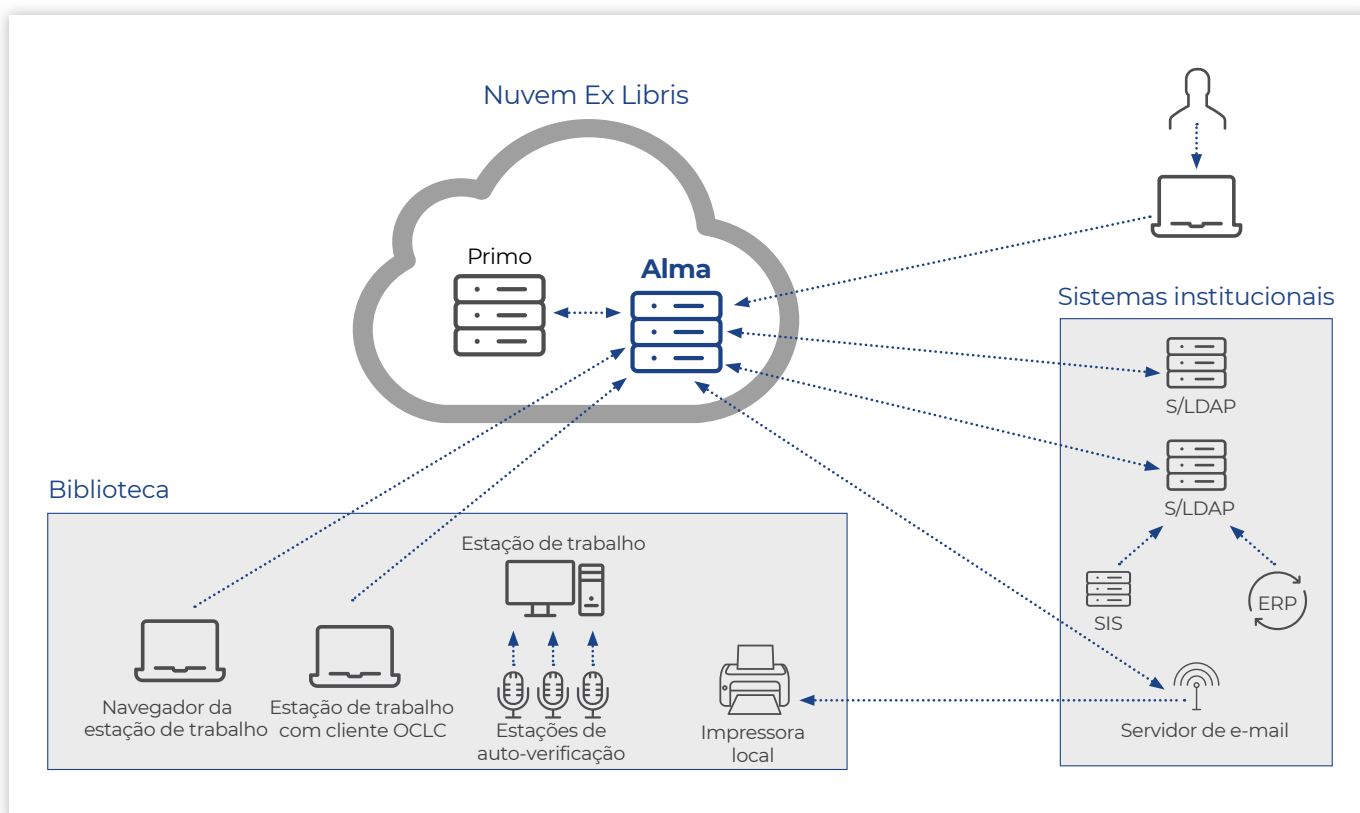 Nuvem Ex Libris
Primo
Alma
Sistemas institucionais
S/LDAP
S/LDAP
SIS
ERP
Servidor de e-mail
Biblioteca
Estação de trabalho
Navegador da
estação de trabalho
Estação de trabalho
com cliente OCLC
Estações de
auto-verificação
Impressora
local